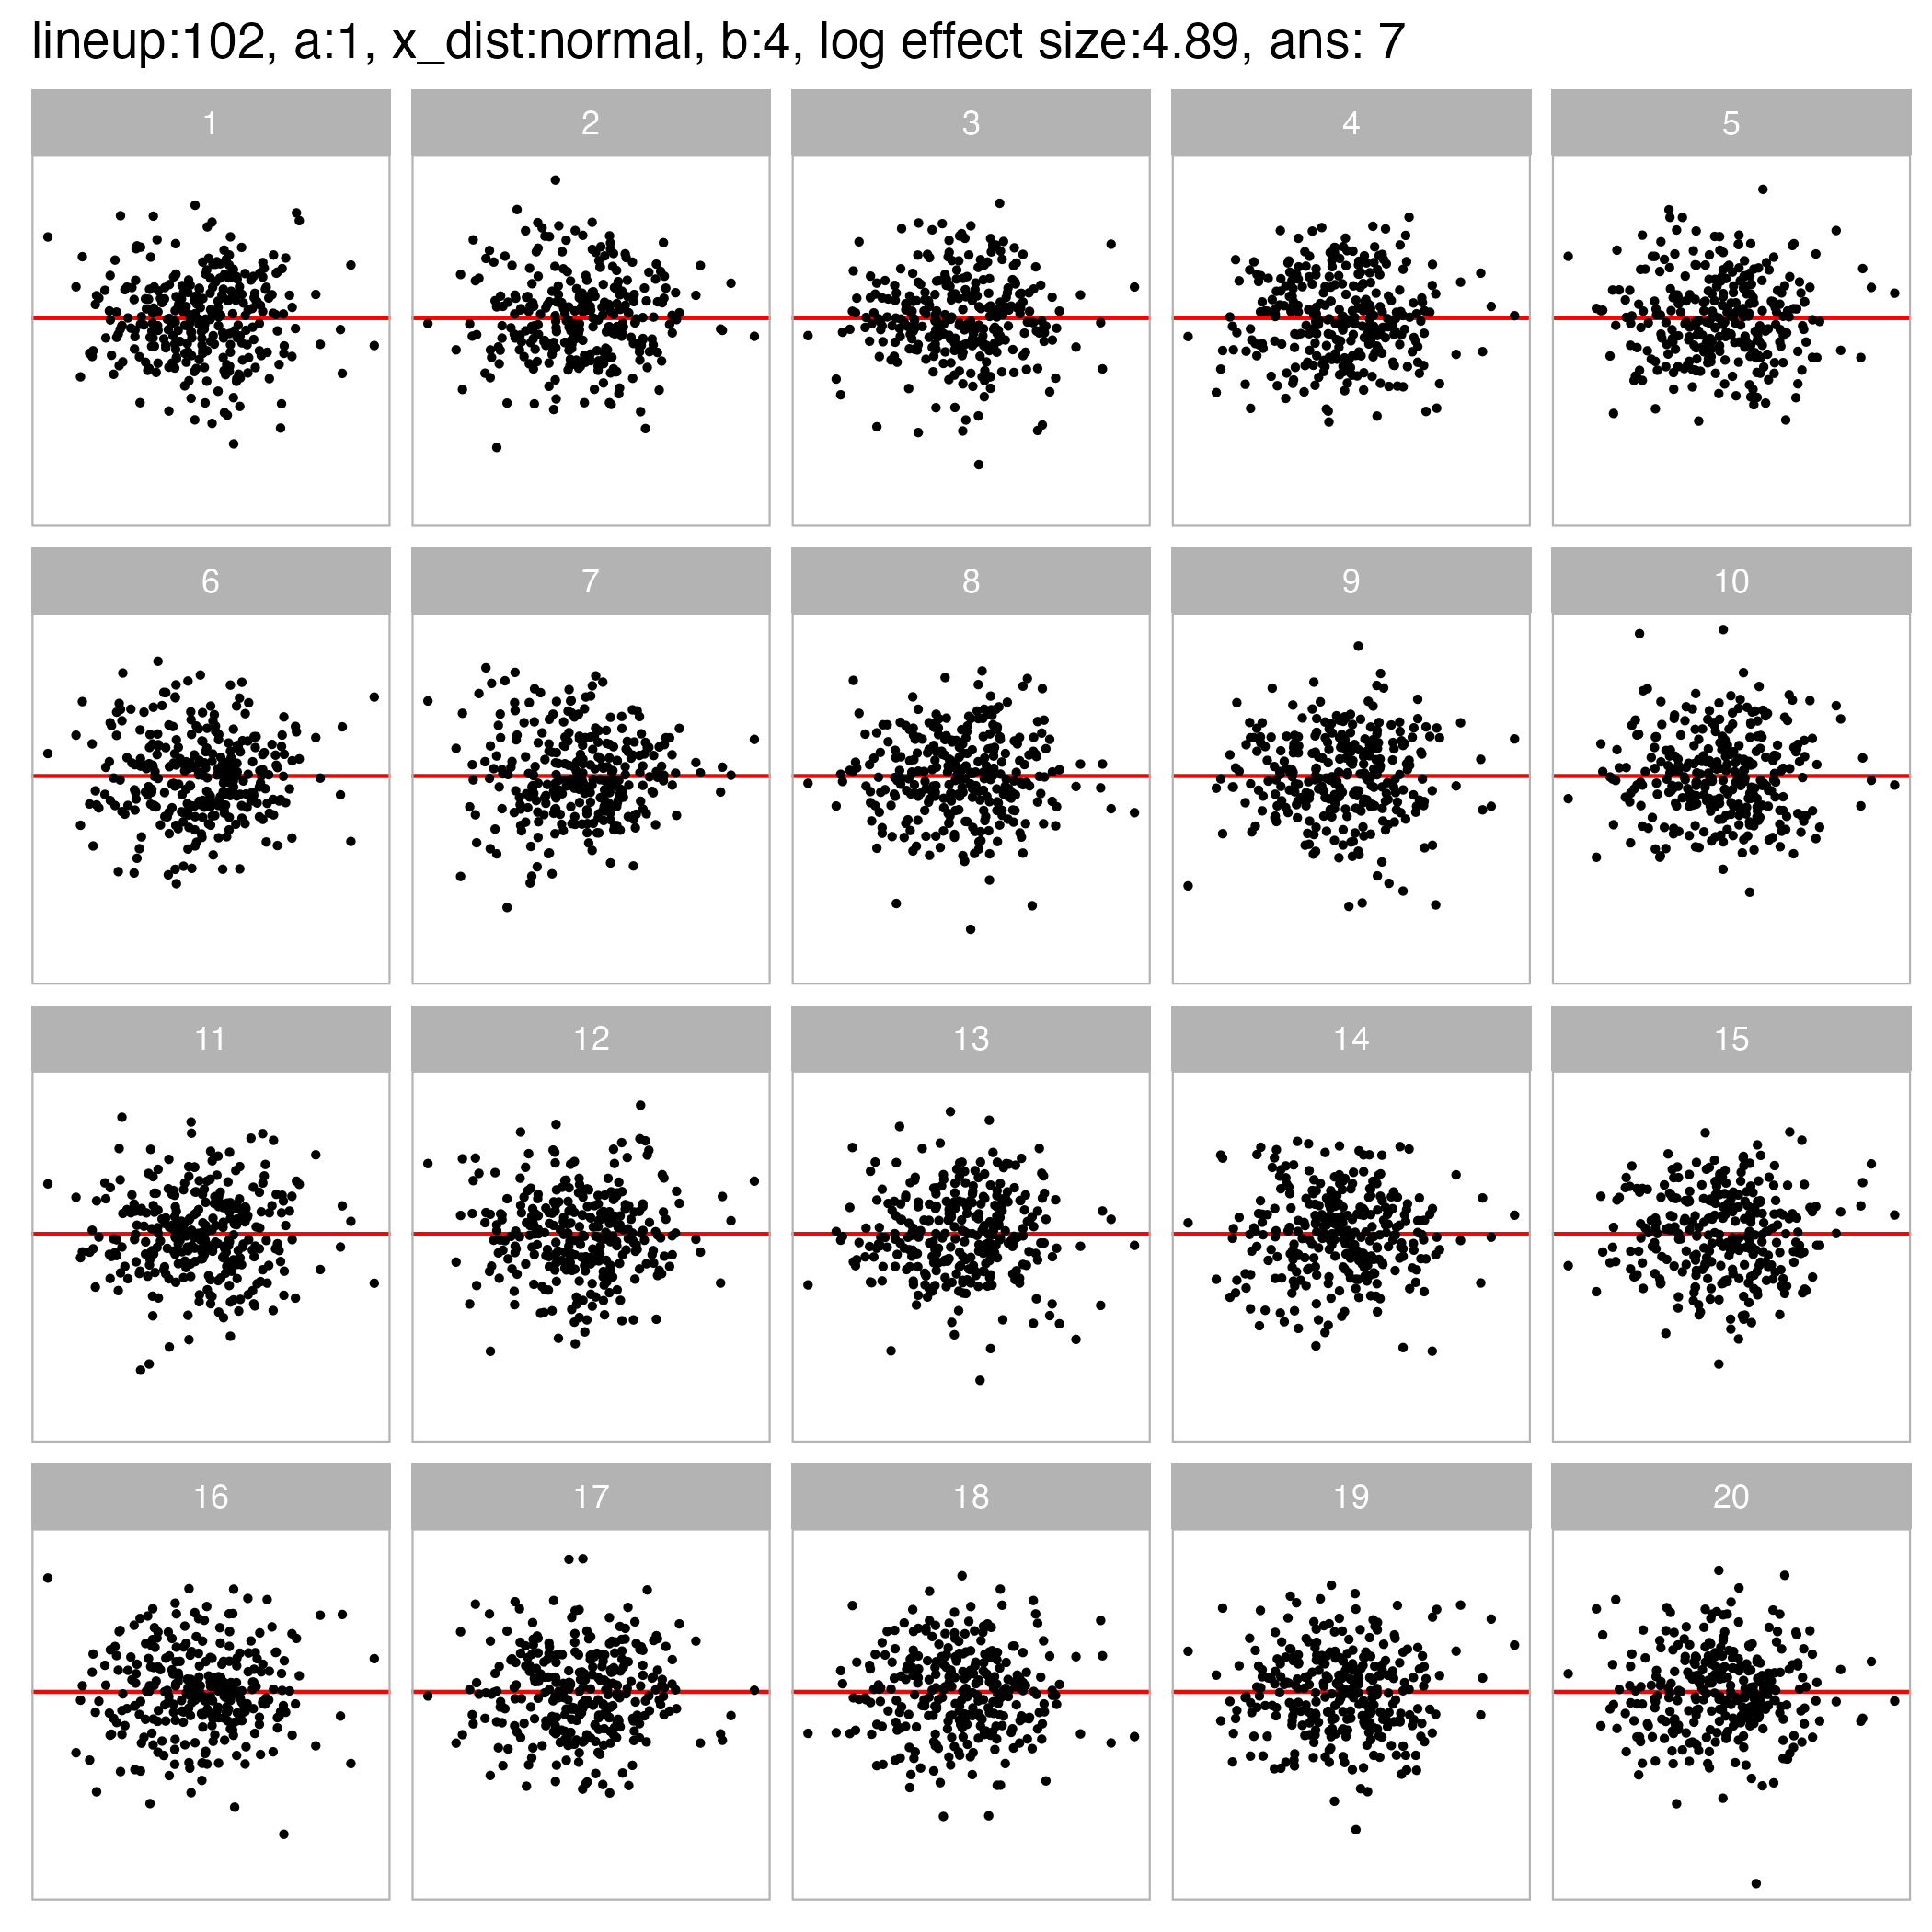 lineup:102, a:1, x_dist:normal, b:4, log effect size:4.89, ans: 7
1 2 3 4 5
6 7 8 9 10
11 12 13 14 15
16 17 18 19 20